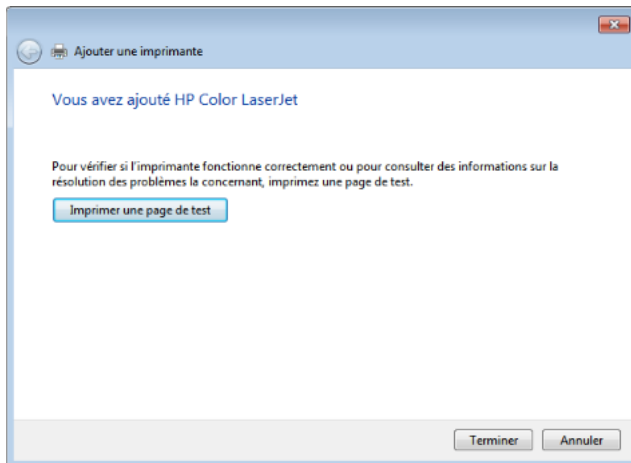 Ajouter une imprimante
Vous avez ajouté HP Color LaserJet
Pour vérifier si l'imprimante fonctionne correctement ou pour consulter des informations sur la
résolution des problèmes la concernant, imprimez une page de test.
Imprimer une page de test
Terminer Annuler